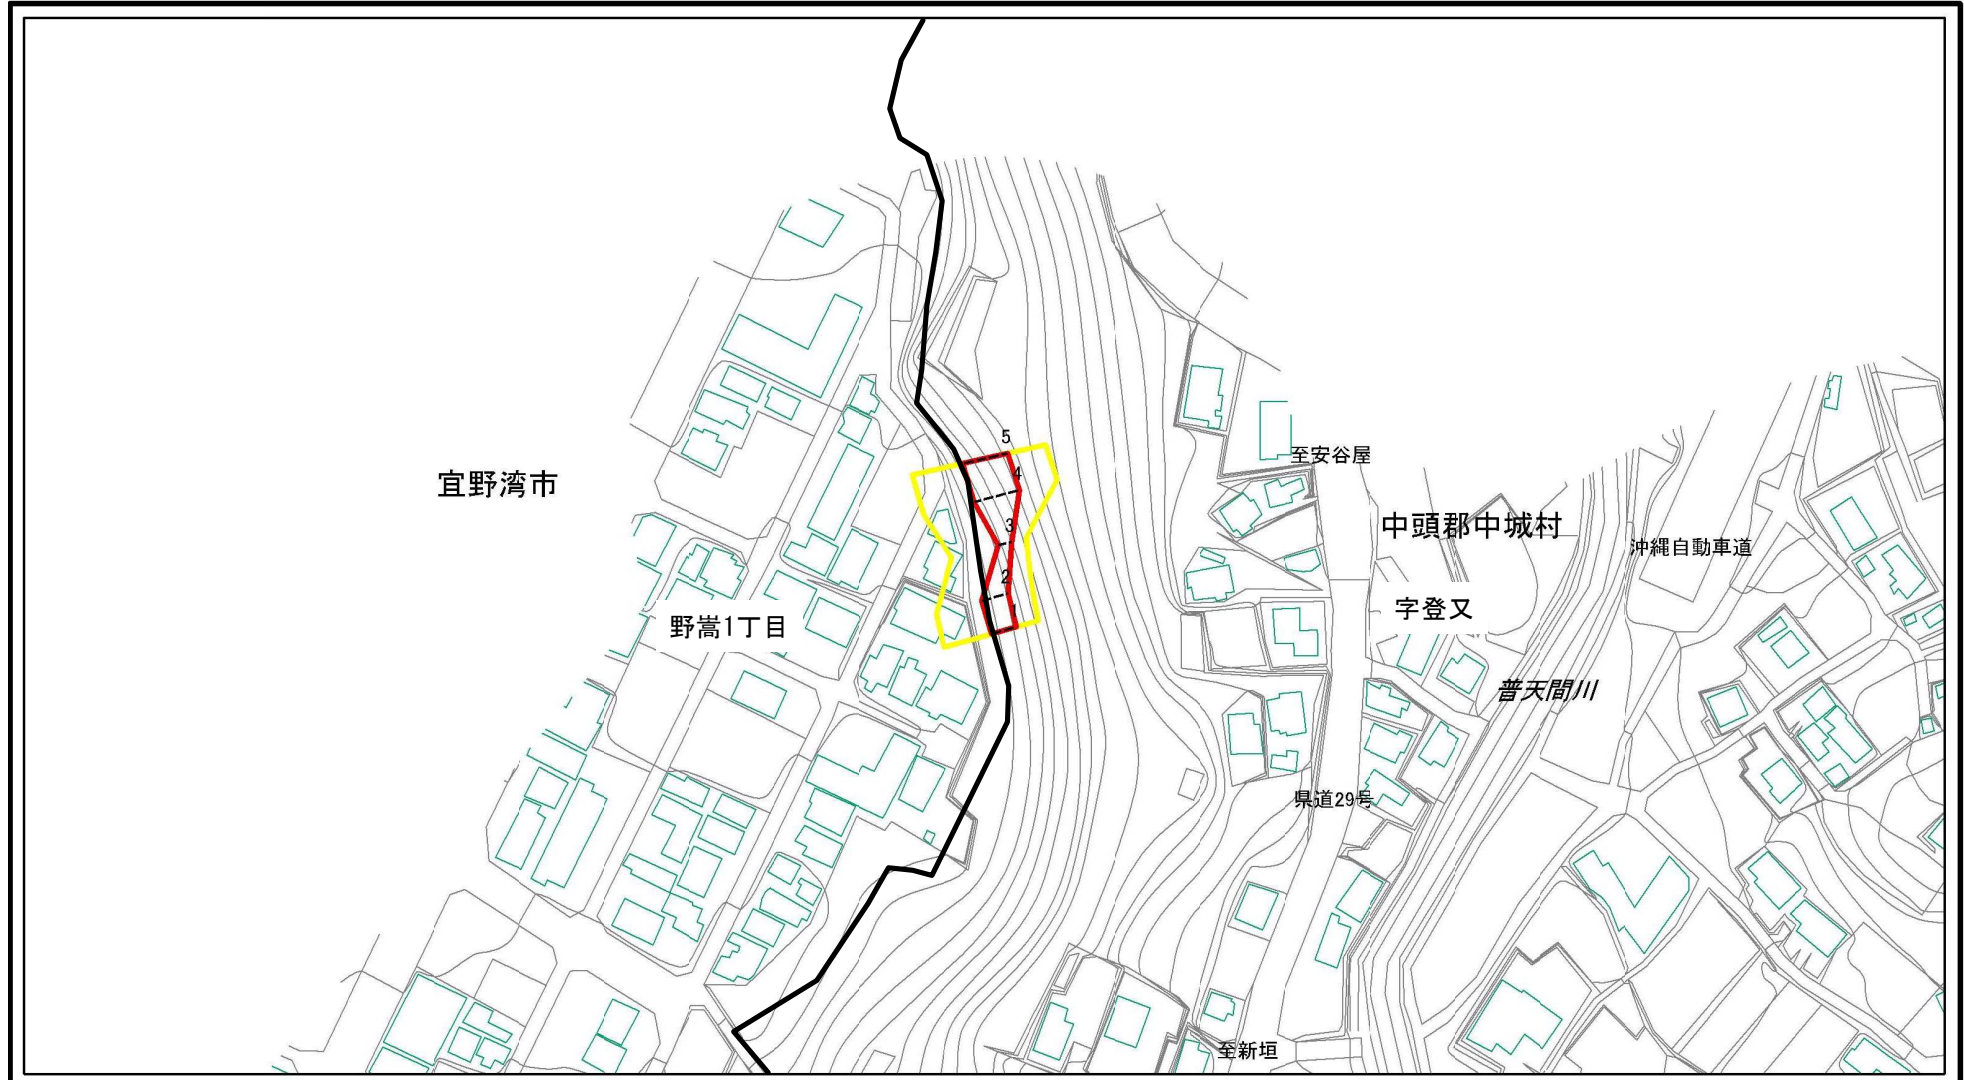 5
至安谷屋
4
宜野湾市
3
中頭郡中城村
沖縄自動車道
2
1
字登又
野嵩1丁目
普天間川
県道29号
至新垣